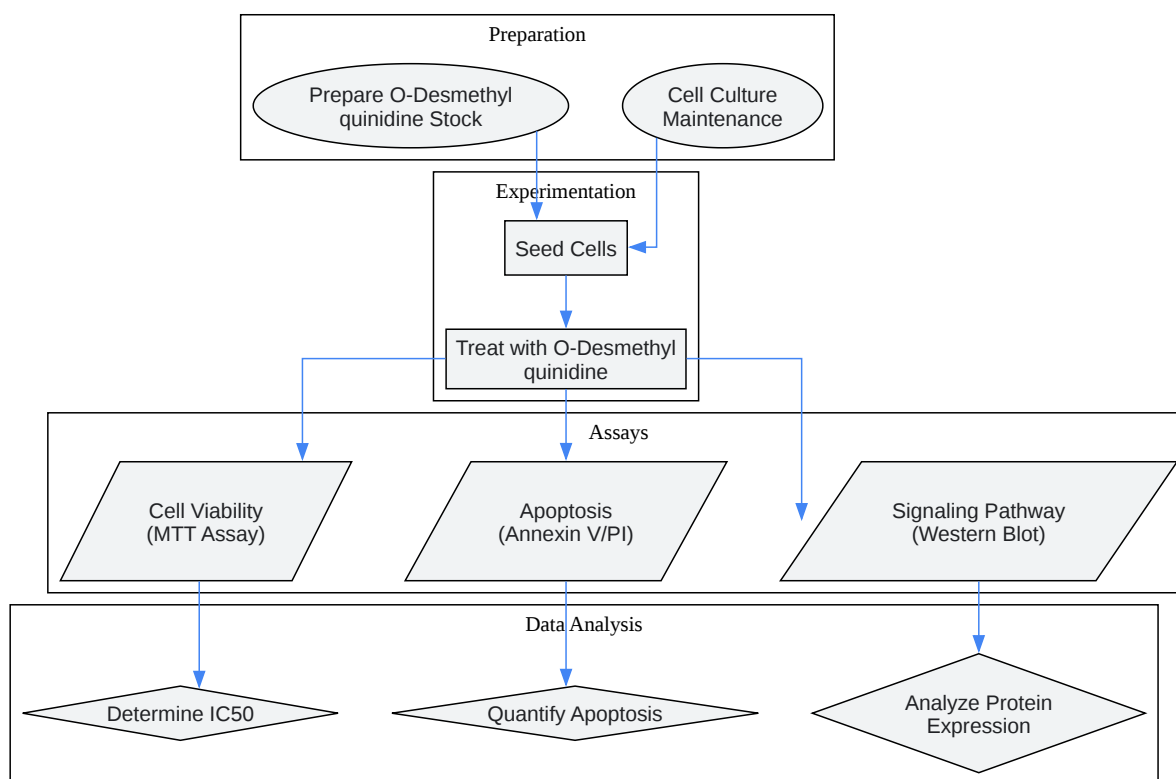 Preparation
Prepare O-Desmethyl
quinidine Stock
Cell Culture
Maintenance
Experimentation
Seed Cells
Treat with O-Desmethyl
quinidine
Assays
Cell Viability
(MTT Assay)
Apoptosis
(Annexin V/PI)
Signaling Pathway
(Western Blot)
Data Analysis
Determine IC50
Quantify Apoptosis
Analyze Protein
Expression